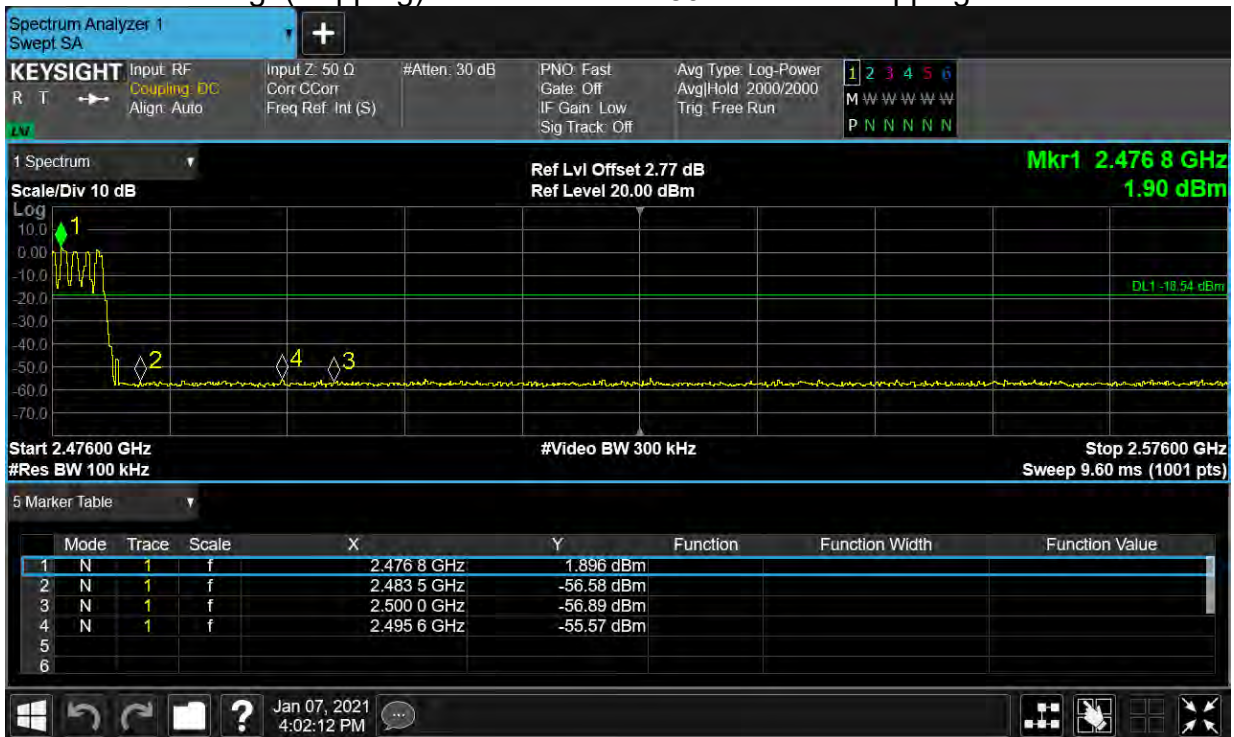 Spectrum Analyzer 1
Swept SA
+
KEYSIGHT
R T
LXI
Input: RF
Coupling: DC
Align: Auto
Input Z: 50 Ω
Corr CCorr
Freq Ref: Int (S)
#Atten: 30 dB
PNO: Fast
Gate: Off
IF Gain: Low
Sig Track: Off
Avg Type: Log-Power
Avg|Hold: 2000/2000
Trig: Free Run
1 2 3 4 5 6
M W W W W W
P N N N N N
1 Spectrum
Scale/Div 10 dB
Ref Lvl Offset 2.77 dB
Ref Level 20.00 dBm
Mkr1 2.476 8 GHz
1.90 dBm
Log
10.0
0.00
-10.0
-20.0
-30.0
-40.0
-50.0
-60.0
-70.0
1
2
4
3
DL1 -18.54 dBm
Start 2.47600 GHz
#Res BW 100 kHz
#Video BW 300 kHz
Stop 2.57600 GHz
Sweep 9.60 ms (1001 pts)
5 Marker Table
Mode Trace Scale X Y Function Function Width Function Value
1 N 1 f 2.476 8 GHz 1.896 dBm
2 N 1 f 2.483 5 GHz -56.58 dBm
3 N 1 f 2.500 0 GHz -56.89 dBm
4 N 1 f 2.495 6 GHz -55.57 dBm
5
6
?
Jan 07, 2021
4:02:12 PM